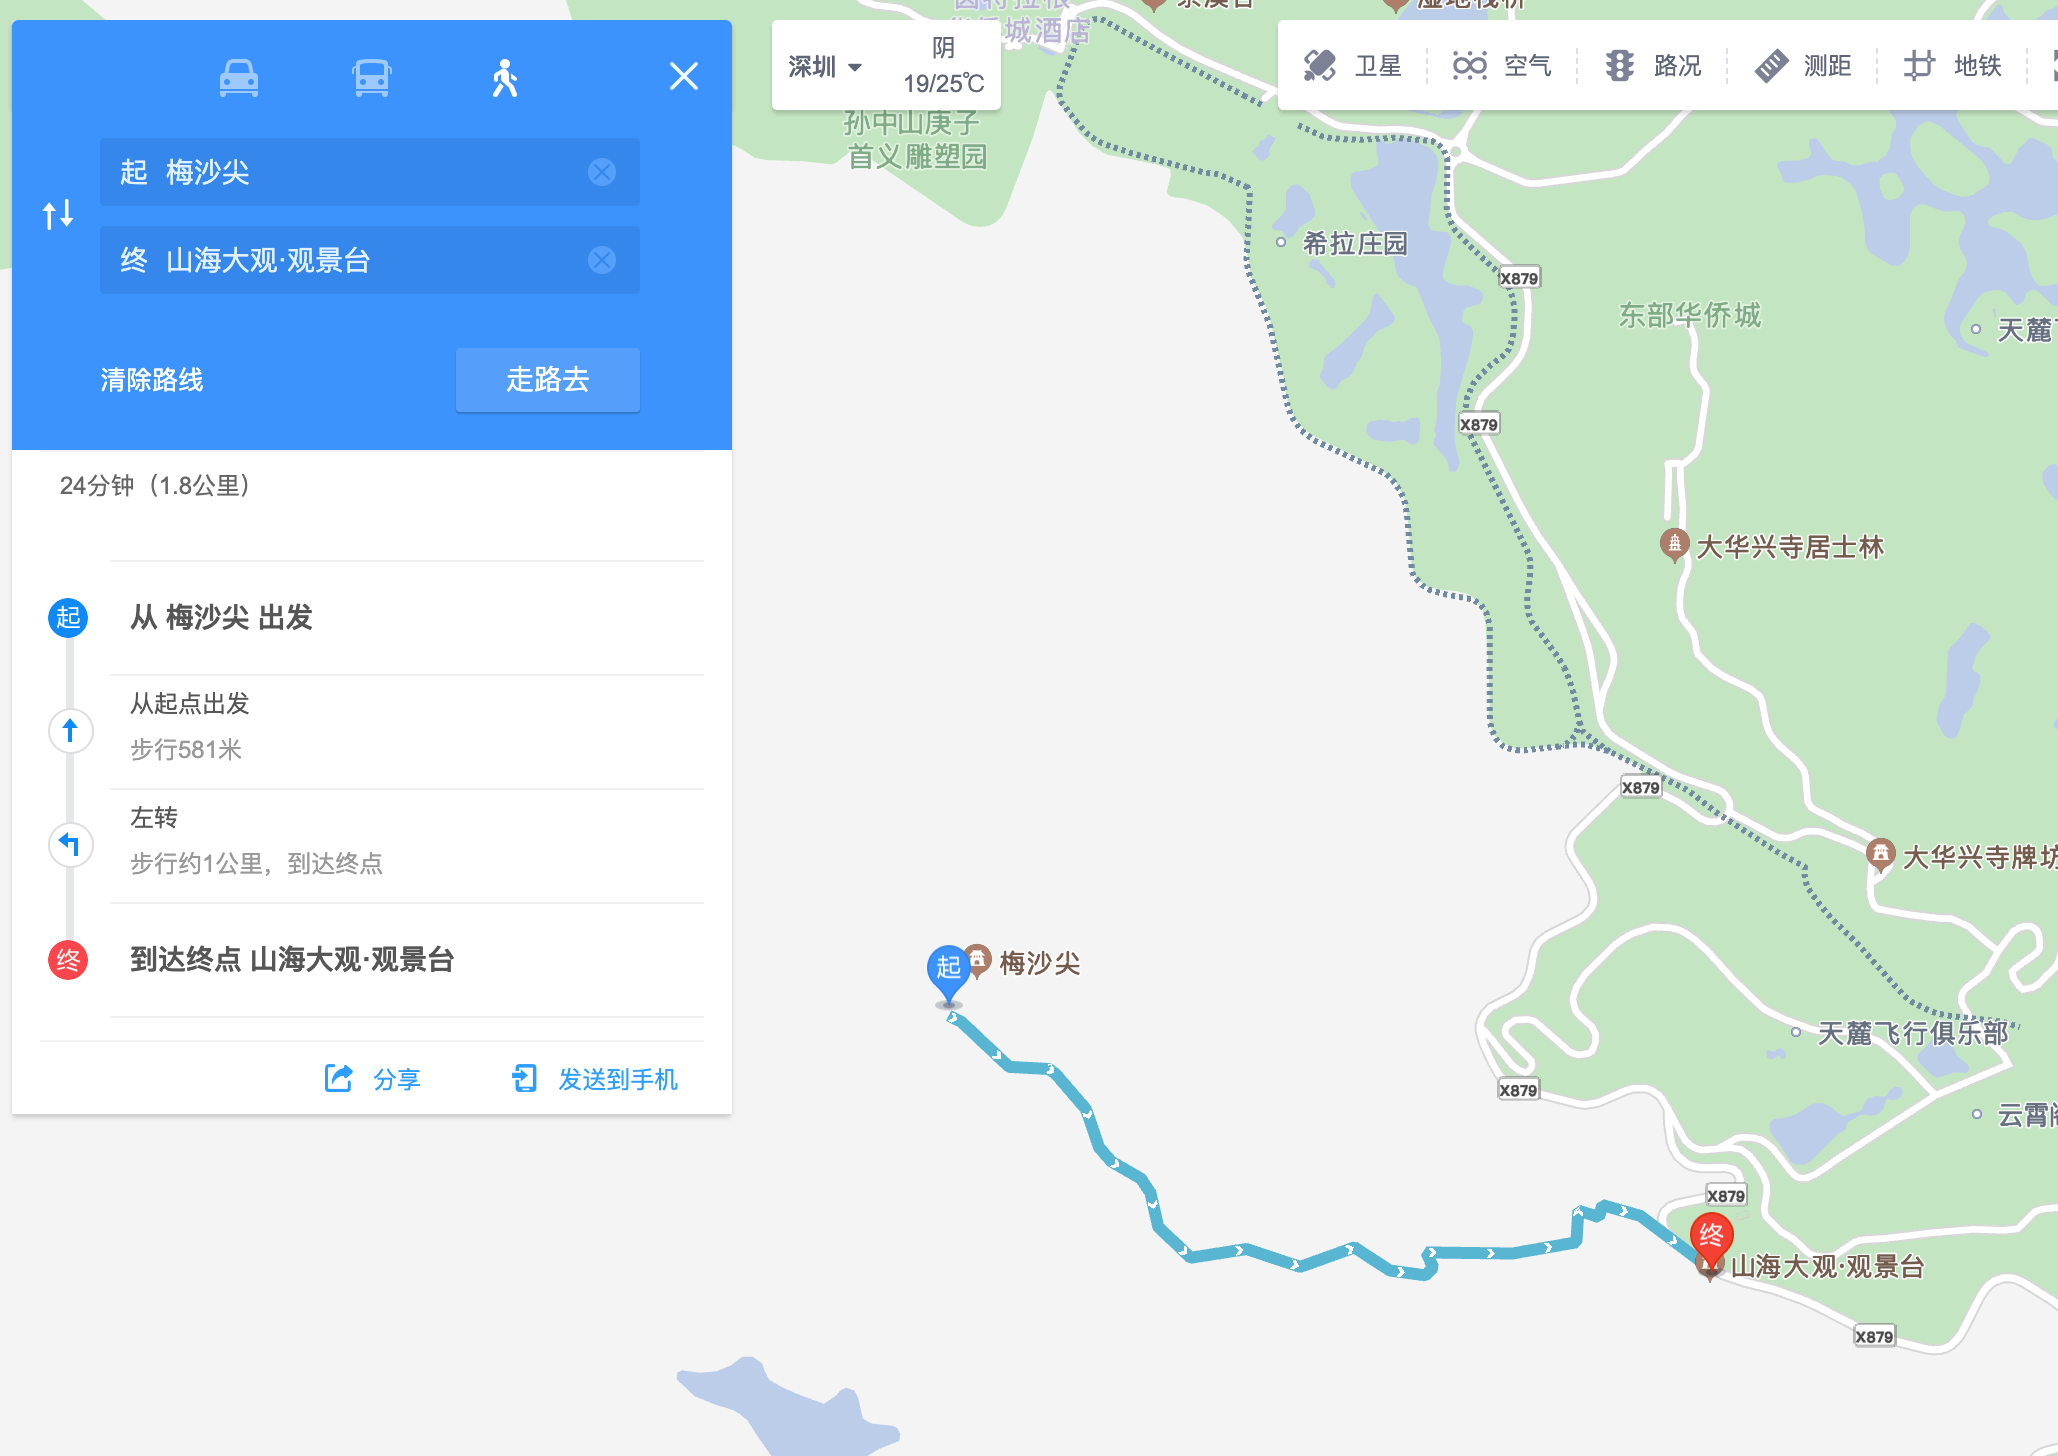 起 梅沙尖
终 山海大观·观景台
清除路线
走路去
24分钟（1.8公里）
起
从 梅沙尖 出发
从起点出发
步行581米
左转
步行约1公里，到达终点
终
到达终点 山海大观·观景台
分享
发送到手机
深圳
阴
19/25℃
卫星
空气
路况
测距
地铁
城酒店
孙中山庚子
首义雕塑园
希拉庄园
X879
东部华侨城
天麓
X879
大华兴寺居士林
X879
大华兴寺牌坊
起
梅沙尖
天麓飞行俱乐部
X879
云霄阁
X879
终
山海大观·观景台
X879